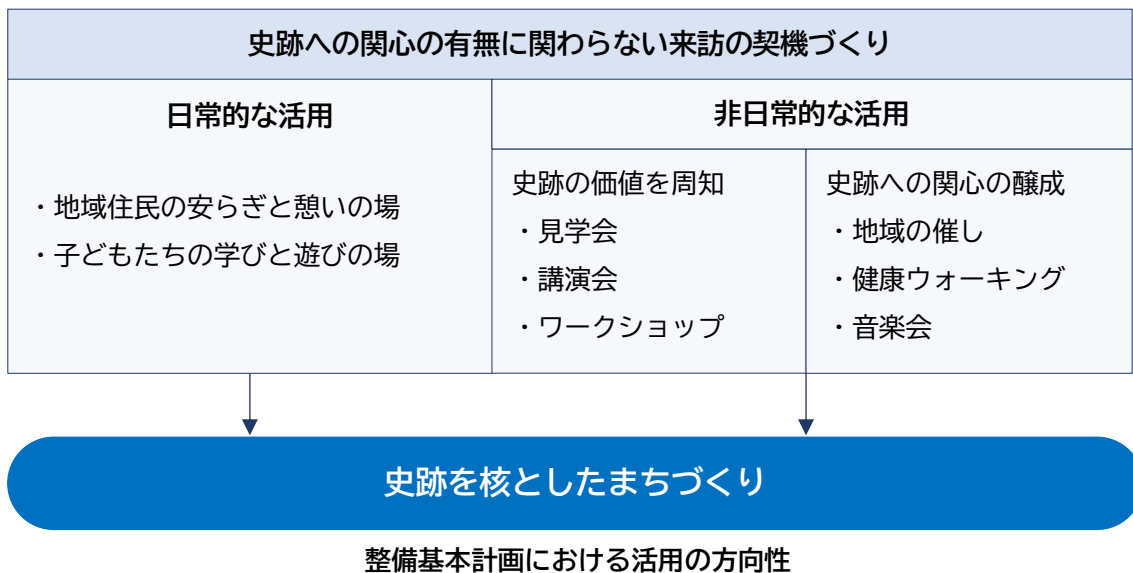 史跡への関心の有無に関わらない来訪の契機づくり
日常的な活用
・地域住民の安らぎと憩いの場
・子どもたちの学びと遊びの場
非日常的な活用
史跡の価値を周知
・見学会
・講演会
・ワークショップ
史跡への関心の醸成
・地域の催し
・健康ウォーキング
・音楽会
史跡を核としたまちづくり
整備基本計画における活用の方向性